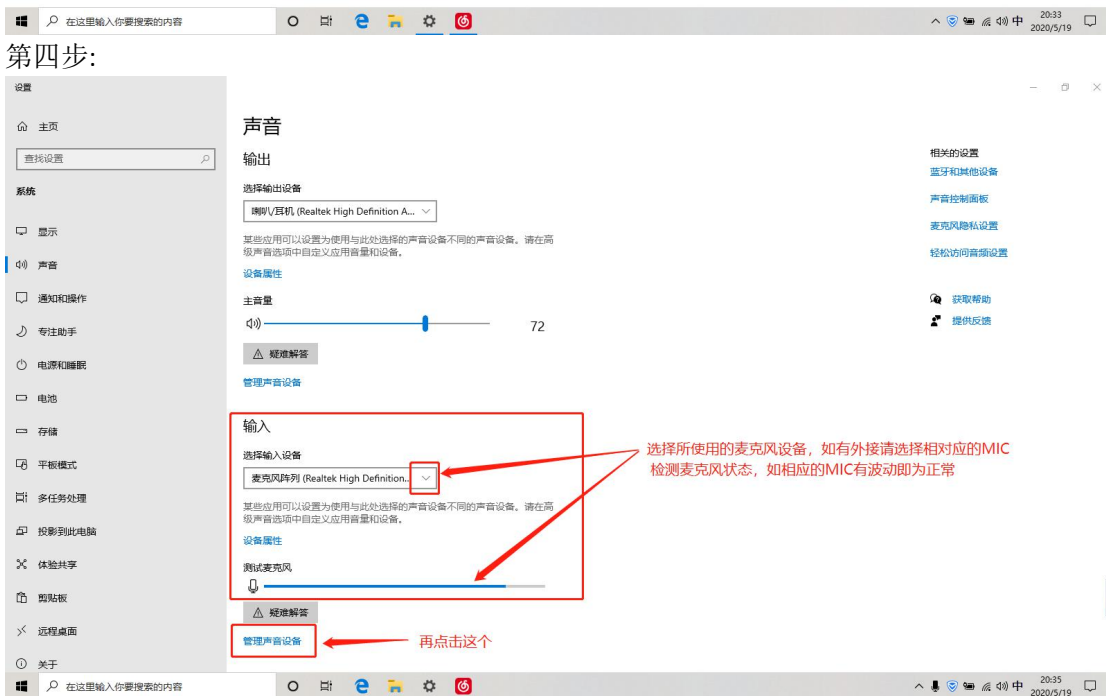 在这里输入你要搜索的内容
中
20:33
2020/5/19
第四步:
设置
主页
查找设置
系统
显示
声音
通知和操作
专注助手
电源和睡眠
电池
存储
平板模式
多任务处理
投影到此电脑
体验共享
剪贴板
远程桌面
关于
声音
输出
选择输出设备
喇叭/耳机 (Realtek High Definition A...
某些应用可以设置为使用与此处选择的声音设备不同的声音设备。请在高
级声音选项中自定义应用音量和设备。
设备属性
主音量
72
疑难解答
管理声音设备
输入
选择输入设备
麦克风阵列 (Realtek High Definition...
某些应用可以设置为使用与此处选择的声音设备不同的声音设备。请在高
级声音选项中自定义应用音量和设备。
设备属性
测试麦克风
疑难解答
管理声音设备
选择所使用的麦克风设备，如有外接请选择相对应的MIC
检测麦克风状态，如相应的MIC有波动即为正常
再点击这个
相关的设置
蓝牙和其他设备
声音控制面板
麦克风隐私设置
轻松访问音频设置
获取帮助
提供反馈
在这里输入你要搜索的内容
中
20:35
2020/5/19